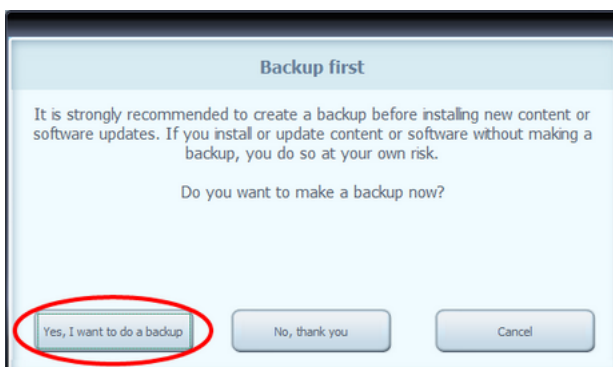 Backup first
It is strongly recommended to create a backup before installing new content or
software updates. If you install or update content or software without making a
backup, you do so at your own risk.
Do you want to make a backup now?
Yes, I want to do a backup
No, thank you
Cancel